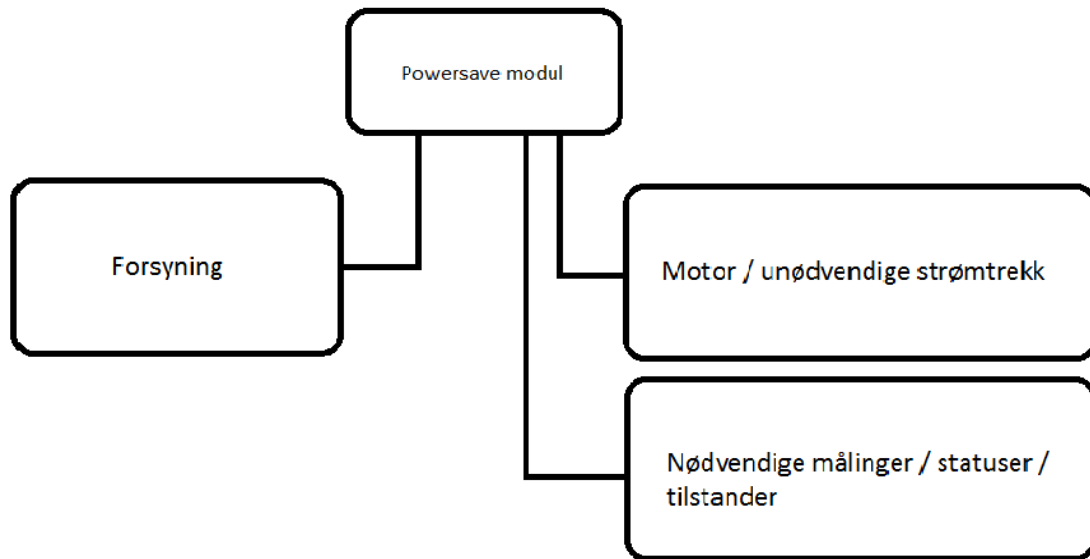 Powersave modul
Forsyning
Motor / unødvendige strømtrekk
Nødvendige målinger / statuser /
tilstander